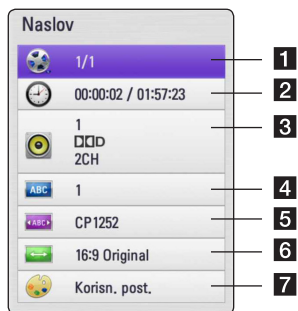 Naslov
1/1 1
00:00:02 / 01:57:23 2
1 3
D
2CH
ABC 1 4
ABC CP1252 5
16:9 Original 6
Korisn. post. 7